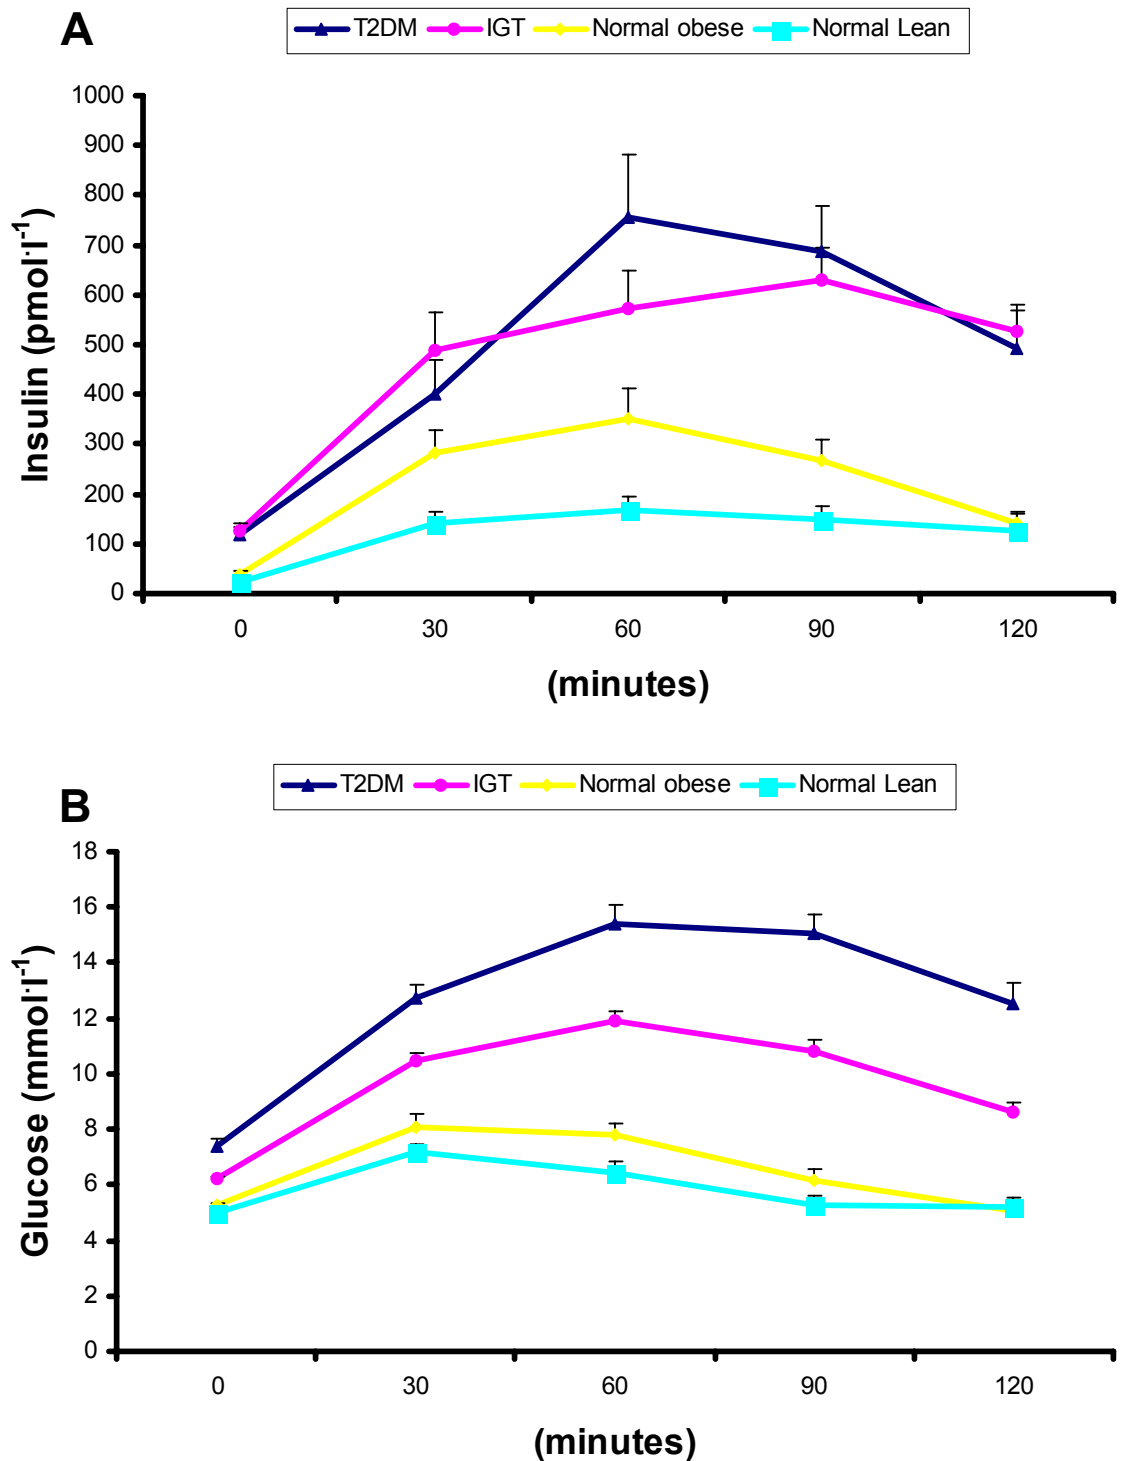 A
T2DM IGT Normal obese Normal Lean
1000
900
800
700
600
500
400
300
200
100
0
Insulin (pmol·l⁻¹)
0 30 60 90 120
(minutes)
T2DM IGT Normal obese Normal Lean
B
18
16
14
12
10
8
6
4
2
0
Glucose (mmol·l⁻¹)
0 30 60 90 120
(minutes)